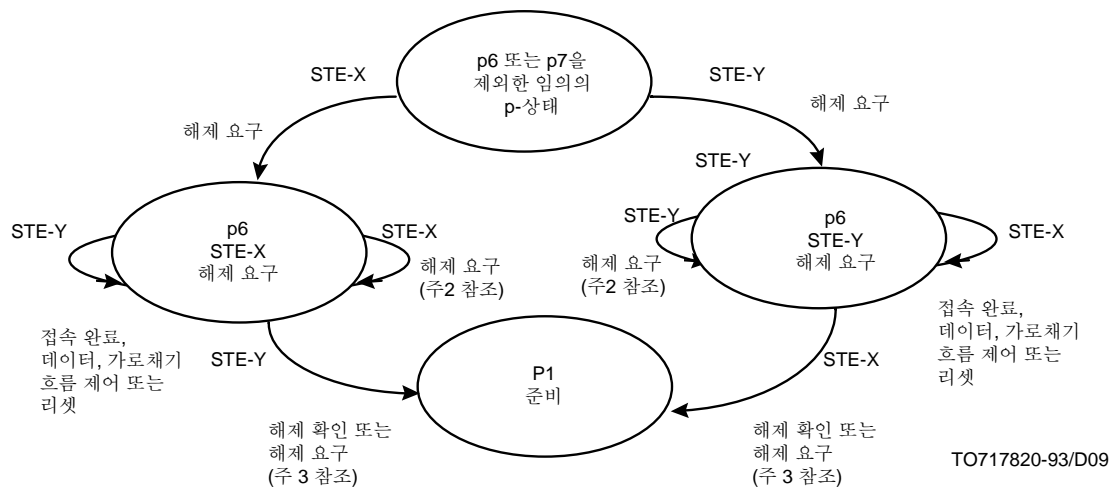 p6 또는 p7을
제외한 임의의
p-상태
STE-X
STE-Y
해제 요구
해제 요구
STE-Y
STE-Y
p6
STE-X
해제 요구
STE-X
STE-Y
p6
STE-Y
해제 요구
STE-X
해제 요구
(주2 참조)
해제 요구
(주2 참조)
접속 완료,
데이터, 가로채기
흐름 제어 또는
리셋
STE-Y
P1
준비
STE-X
접속 완료,
데이터, 가로채기
흐름 제어 또는
리셋
해제 확인 또는
해제 요구
(주 3 참조)
해제 확인 또는
해제 요구
(주 3 참조)
TO717820-93/D09